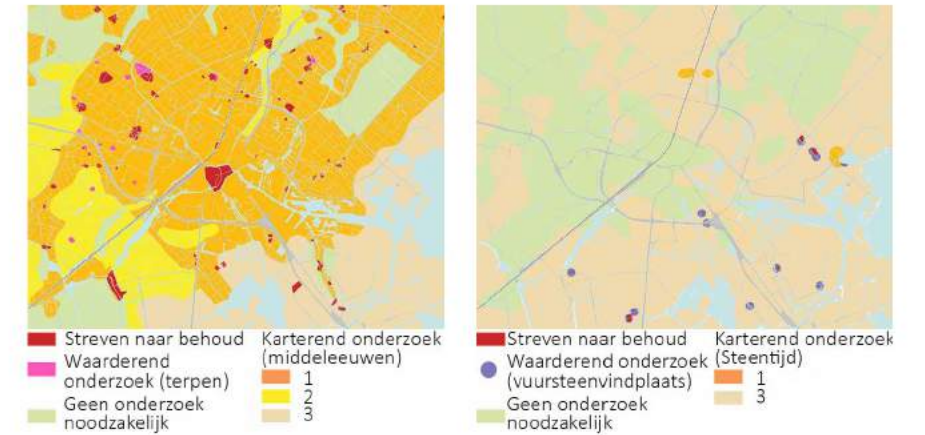 Streven naar behoud
Waarderend
onderzoek (terpen)
Geen onderzoek
noodzakelijk
Karterend onderzoek
(middeleeuwen)
1
2
3
Streven naar behoud
Waarderend onderzoek
(vuursteenvindplaats)
Geen onderzoek
noodzakelijk
Karterend onderzoek
(Steentijd)
1
3